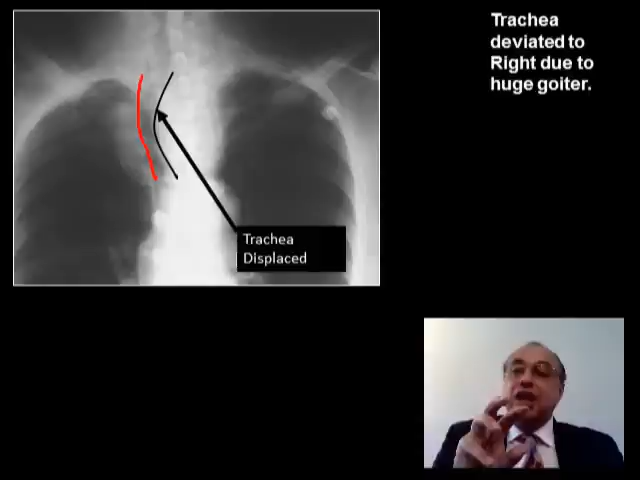 Trachea
deviated to
Right due to
huge goiter.
Trachea
Displaced